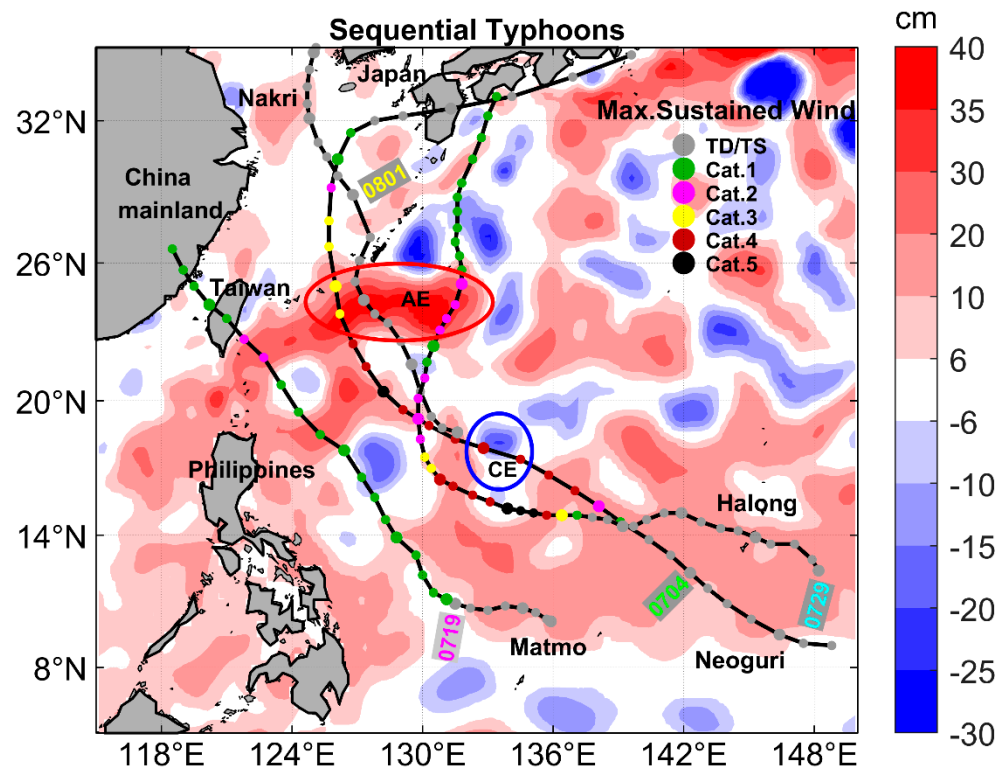 Sequential Typhoons
cm
Japan
Nakri
Max.Sustained Wind
TD/TS
Cat.1
Cat.2
Cat.3
Cat.4
Cat.5
China
mainland
0801
Taiwan
AE
Philippines
CE
Halong
0704
0729
0719
Matmo
Neoguri
32°N
26°N
20°N
14°N
8°N
118°E
124°E
130°E
136°E
142°E
148°E
40
35
30
20
10
6
-6
-10
-15
-20
-25
-30